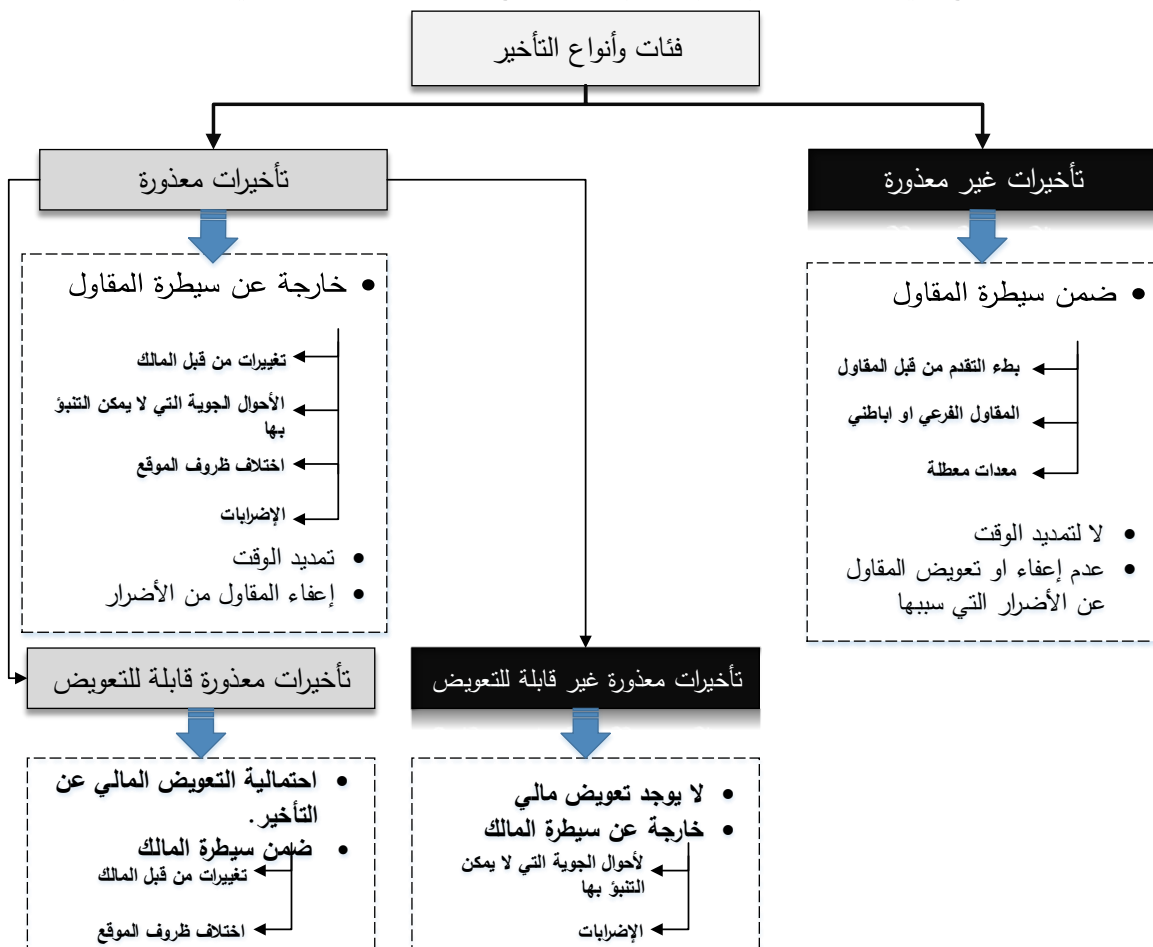 فئات وأنواع التأخير
تأخيرات غير معذورة
• ضمن سيطرة المقاول
بطء التقدم من قبل المقاول
المقاول الفرعي او اباطني
معدات معطلة
• لا لتمديد الوقت
• عدم إعفاء او تعويض المقاول
عن الأضرار التي سببها
تأخيرات معذورة
• خارجة عن سيطرة المقاول
تغييرات من قبل المالك
الأحوال الجوية التي لا يمكن التنبؤ
بها
اختلاف ظروف الموقع
الإضرابات
• تمديد الوقت
• إعفاء المقاول من الأضرار
تأخيرات معذورة غير قابلة للتعويض
• لا يوجد تعويض مالي
• خارجة عن سيطرة المالك
لأحوال الجوية التي لا يمكن
التنبؤ بها
الإضرابات
تأخيرات معذورة قابلة للتعويض
• احتمالية التعويض المالي عن
التأخير.
• ضمن سيطرة المالك
تغييرات من قبل المالك
اختلاف ظروف الموقع